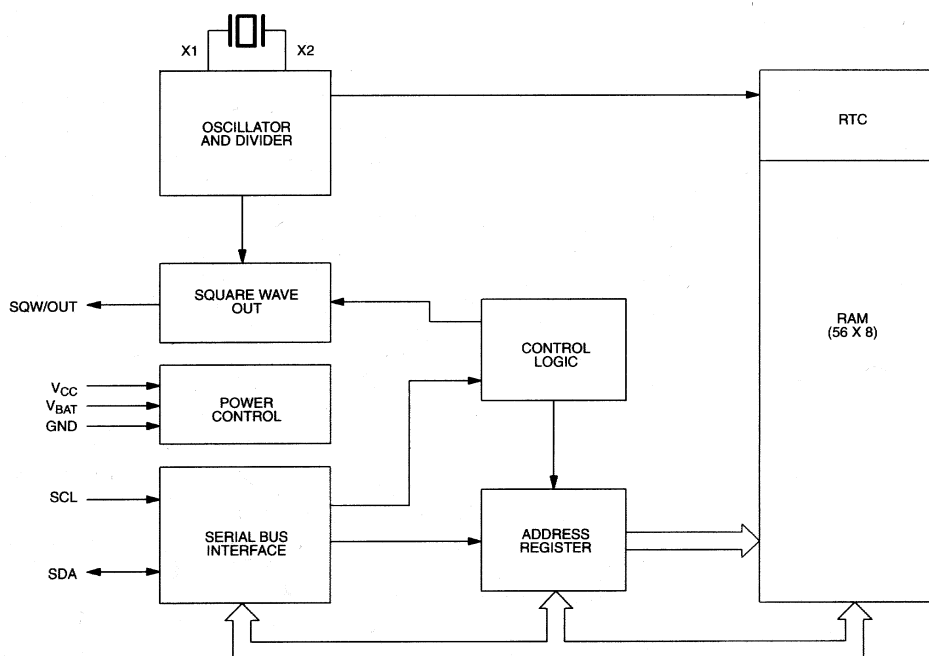 X1
X2
OSCILLATOR
AND DIVIDER
RTC
SQUARE WAVE
OUT
SQW/OUT
CONTROL
LOGIC
RAM
(56 X 8)
VCC
VBAT
GND
POWER
CONTROL
SCL
SDA
SERIAL BUS
INTERFACE
ADDRESS
REGISTER